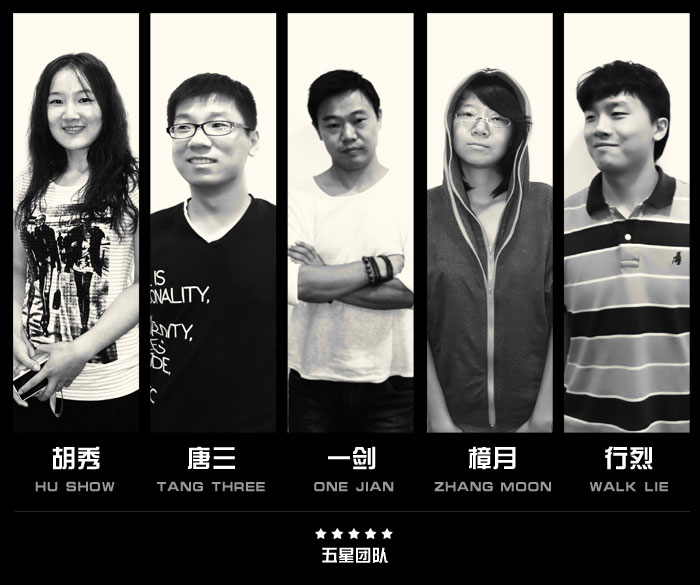 IS
ONALITY,
NTITY,
ES
DE,
C
胡秀
唐三
一剑
樟月
行烈
HU SHOW
TANG THREE
ONE JIAN
ZHANG MOON
WALK LIE
五星团队